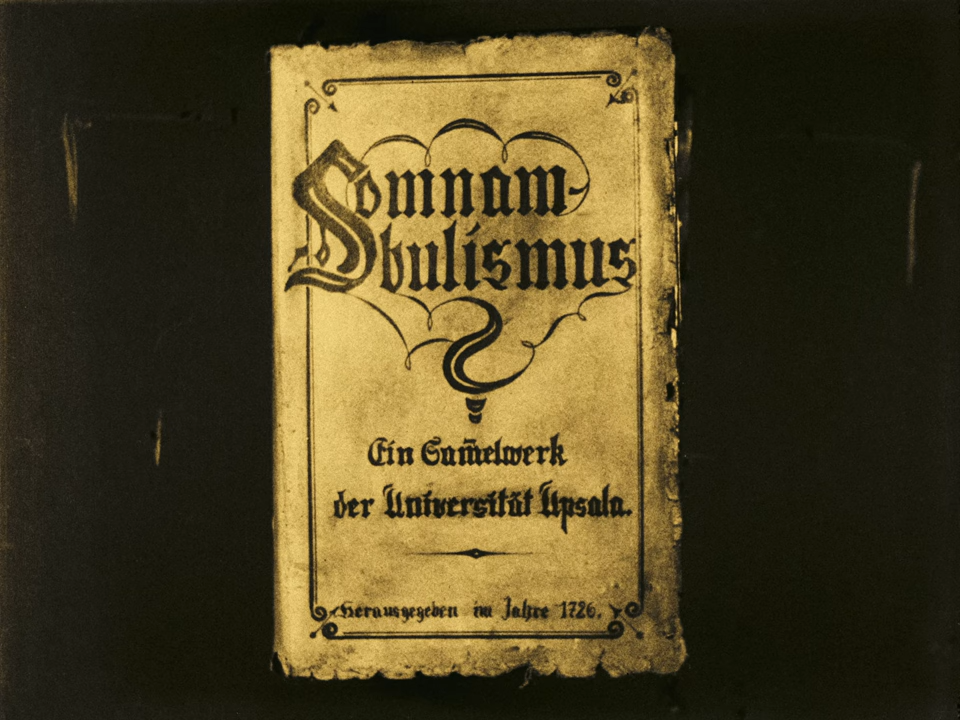 Somnam-
bulismus
Ein Sam̄elwerk
der Universität Upsala.
Herausgegeben im Jahre 1726.